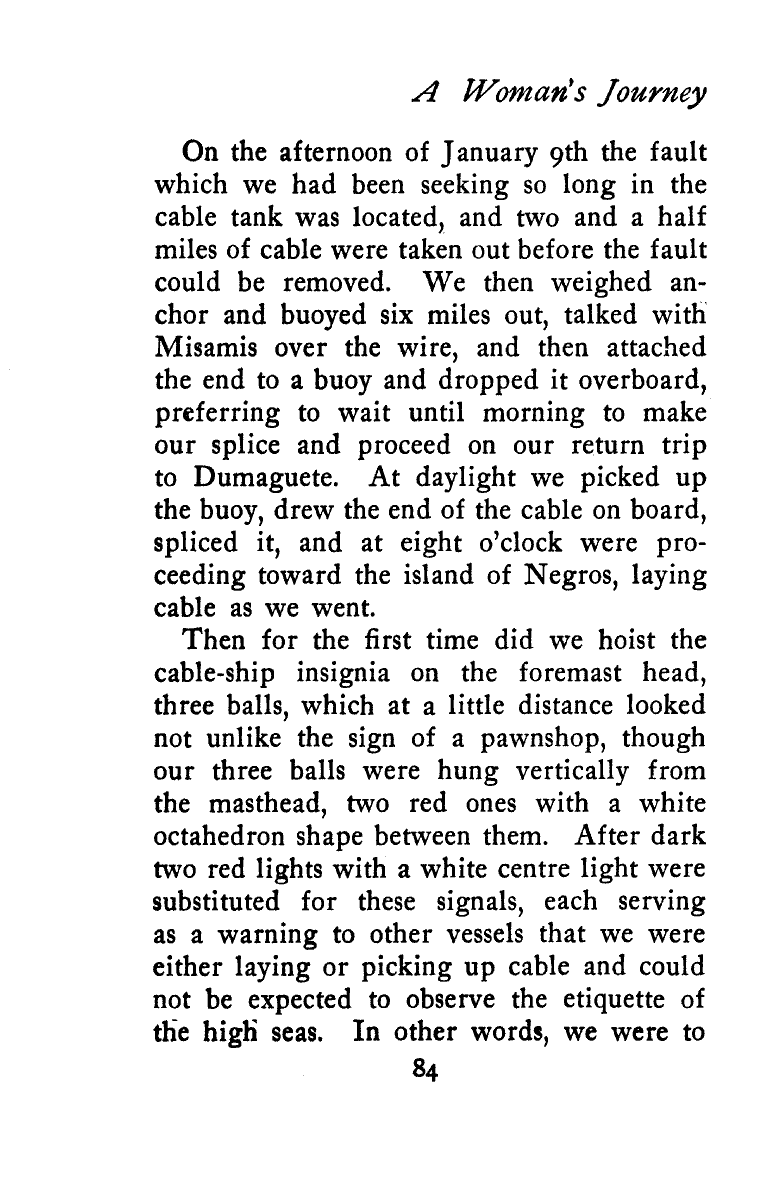 A Woman's Journey
On the afternoon of January 9th the fault
which we had been seeking so long in the
cable tank was located, and two and a half
miles of cable were taken out before the fault
could be removed. We then weighed an-
chor and buoyed six miles out, talked with
Misamis over the wire, and then attached
the end to a buoy and dropped it overboard,
preferring to wait until morning to make
our splice and proceed on our return trip
to Dumaguete. At daylight we picked up
the buoy, drew the end of the cable on board,
spliced it, and at eight o'clock were pro-
ceeding toward the island of Negros, laying
cable as we went.
Then for the first time did we hoist the
cable-ship insignia on the foremast head,
three balls, which at a little distance looked
not unlike the sign of a pawnshop, though
our three balls were hung vertically from
the masthead, two red ones with a white
octahedron shape between them. After dark
two red lights with a white centre light were
substituted for these signals, each serving
as a warning to other vessels that we were
either laying or picking up cable and could
not be expected to observe the etiquette of
the high seas. In other words, we were to
84